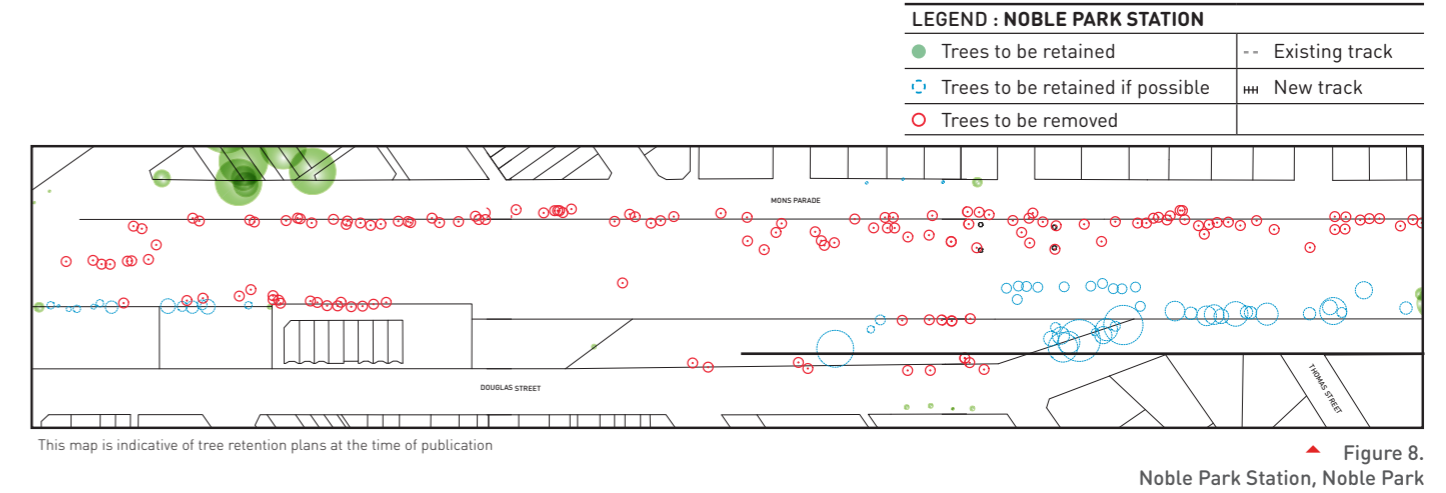 LEGEND : NOBLE PARK STATION
Trees to be retained
Existing track
Trees to be retained if possible
New track
Trees to be removed
MONS PARADE
DOUGLAS STREET
THOMAS STREET
This map is indicative of tree retention plans at the time of publication
Figure 8.
Noble Park Station, Noble Park